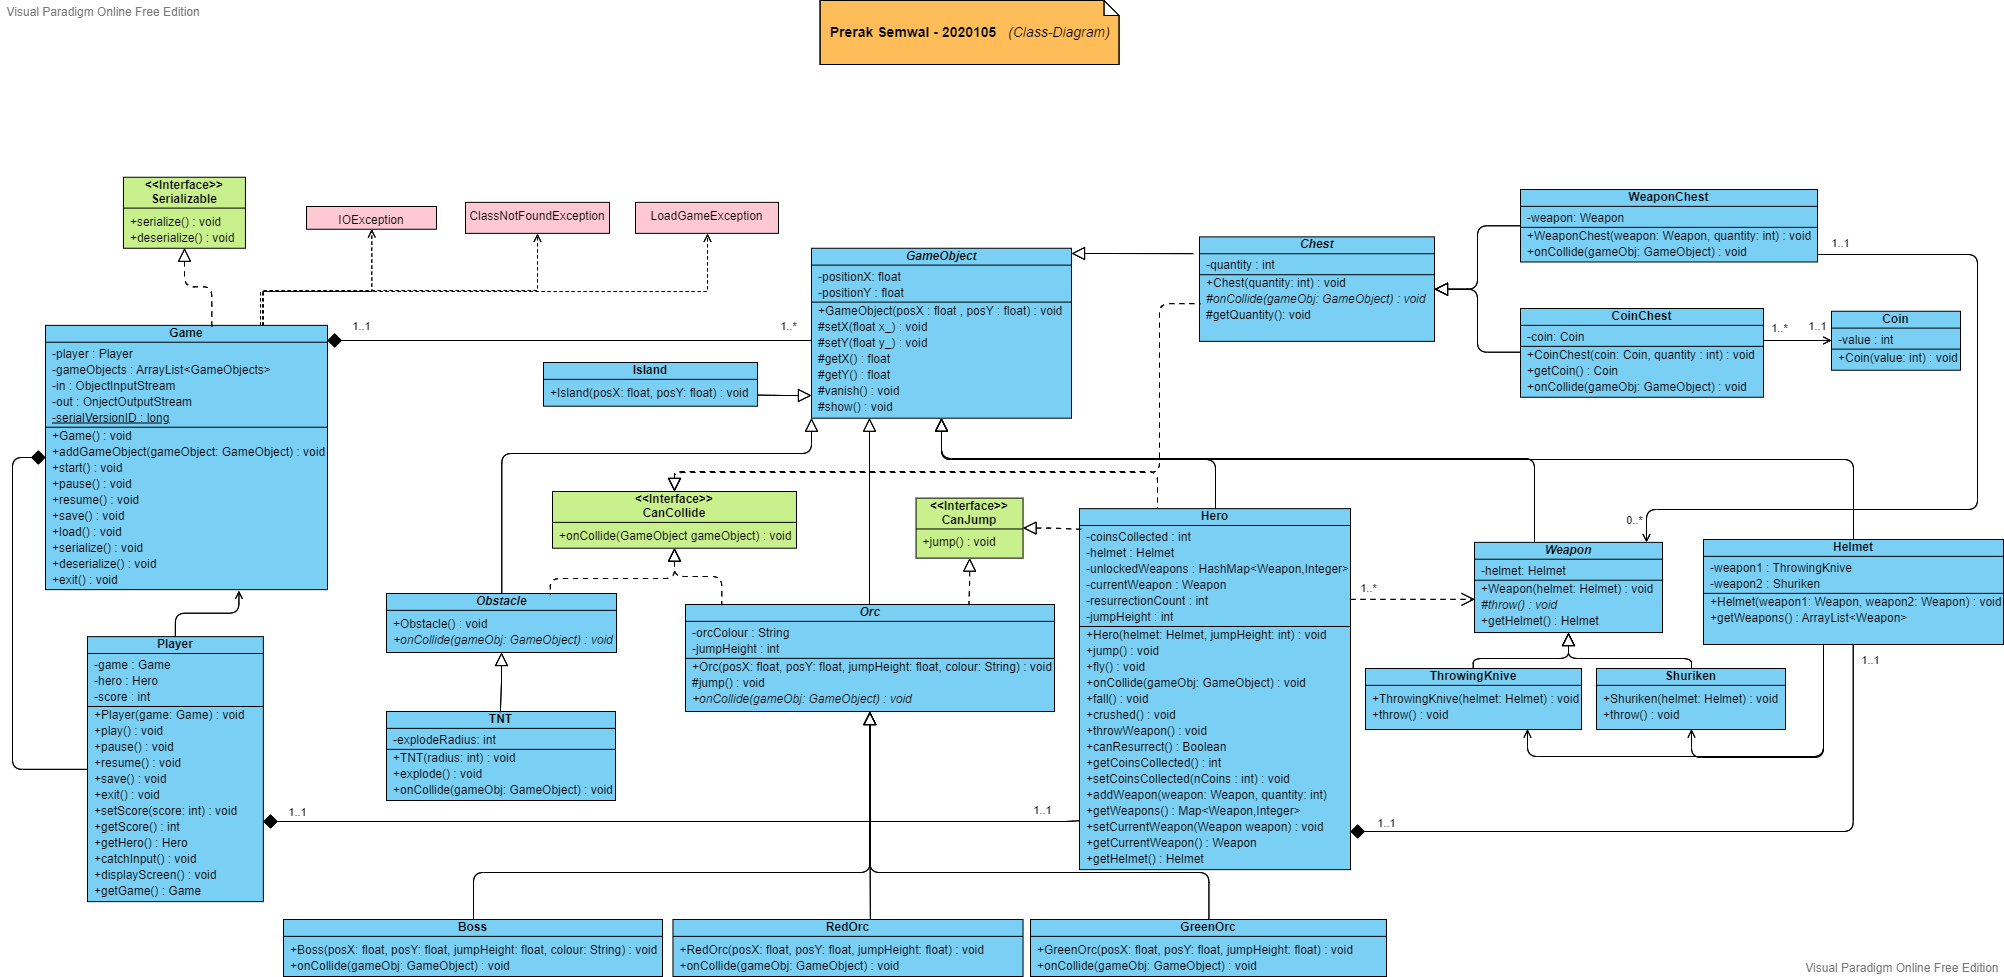 Visual Paradigm Online Free Edition
Prerak Semwal - 2020105 (Class-Diagram)
<<Interface>>
Serializable
+serialize() : void
+deserialize() : void
IOException
ClassNotFoundException
LoadGameException
GameObject
-positionX: float
-positionY : float
+GameObject(posX : float , posY : float) : void
#setX(float x_) : void
#setY(float y_) : void
#getX() : float
#getY() : float
#vanish() : void
#show() : void
Chest
-quantity : int
+Chest(quantity: int) : void
#onCollide(gameObj: GameObject) : void
#getQuantity(): void
WeaponChest
-weapon: Weapon
+WeaponChest(weapon: Weapon, quantity: int) : void
+onCollide(gameObj: GameObject) : void
1..1
CoinChest
-coin: Coin
+CoinChest(coin: Coin, quantity : int) : void
+getCoin() : Coin
+onCollide(gameObj: GameObject) : void
1..*
1..1
Coin
-value : int
+Coin(value: int) : void
Game
-player : Player
-gameObjects : ArrayList<GameObjects>
-in : ObjectInputStream
-out : OnjectOutputStream
-serialVersionID : long
+Game() : void
+addGameObject(gameObject: GameObject) : void
+start() : void
+pause() : void
+resume() : void
+save() : void
+load() : void
+serialize() : void
+deserialize() : void
+exit() : void
1..1
1..*
Island
+Island(posX: float, posY: float) : void
<<Interface>>
CanCollide
+onCollide(GameObject gameObject) : void
<<Interface>>
CanJump
+jump() : void
Obstacle
+Obstacle() : void
+onCollide(gameObj: GameObject) : void
TNT
-explodeRadius: int
+TNT(radius: int) : void
+explode() : void
+onCollide(gameObj: GameObject) : void
Orc
-orcColour : String
-jumpHeight : int
+Orc(posX: float, posY: float, jumpHeight: float, colour: String) : void
#jump() : void
+onCollide(gameObj: GameObject) : void
Hero
-coinsCollected : int
-helmet : Helmet
-unlockedWeapons : HashMap<Weapon,Integer>
-currentWeapon : Weapon
-resurrectionCount : int
-jumpHeight : int
+Hero(helmet: Helmet, jumpHeight: int) : void
+jump() : void
+fly() : void
+onCollide(gameObj: GameObject) : void
+fall() : void
+crushed() : void
+throwWeapon() : void
+canResurrect() : Boolean
+getCoinsCollected() : int
+setCoinsCollected(nCoins : int) : void
+addWeapon(weapon: Weapon, quantity: int)
+getWeapons() : Map<Weapon,Integer>
+setCurrentWeapon(Weapon weapon) : void
+getCurrentWeapon() : Weapon
+getHelmet() : Helmet
1..*
0..*
Weapon
-helmet: Helmet
+Weapon(helmet: Helmet) : void
#throw() : void
+getHelmet() : Helmet
Helmet
-weapon1 : ThrowingKnive
-weapon2 : Shuriken
+Helmet(weapon1: Weapon, weapon2: Weapon) : void
+getWeapons() : ArrayList<Weapon>
1..1
ThrowingKnive
+ThrowingKnive(helmet: Helmet) : void
+throw() : void
Shuriken
+Shuriken(helmet: Helmet) : void
+throw() : void
1..1
Player
-game : Game
-hero : Hero
-score : int
+Player(game: Game) : void
+play() : void
+pause() : void
+resume() : void
+save() : void
+exit() : void
+setScore(score: int) : void
+getScore() : int
+getHero() : Hero
+catchInput() : void
+displayScreen() : void
+getGame() : Game
1..1
1..1
Boss
+Boss(posX: float, posY: float, jumpHeight: float, colour: String) : void
+onCollide(gameObj: GameObject) : void
RedOrc
+RedOrc(posX: float, posY: float, jumpHeight: float) : void
+onCollide(gameObj: GameObject) : void
GreenOrc
+GreenOrc(posX: float, posY: float, jumpHeight: float) : void
+onCollide(gameObj: GameObject) : void
Visual Paradigm Online Free Edition